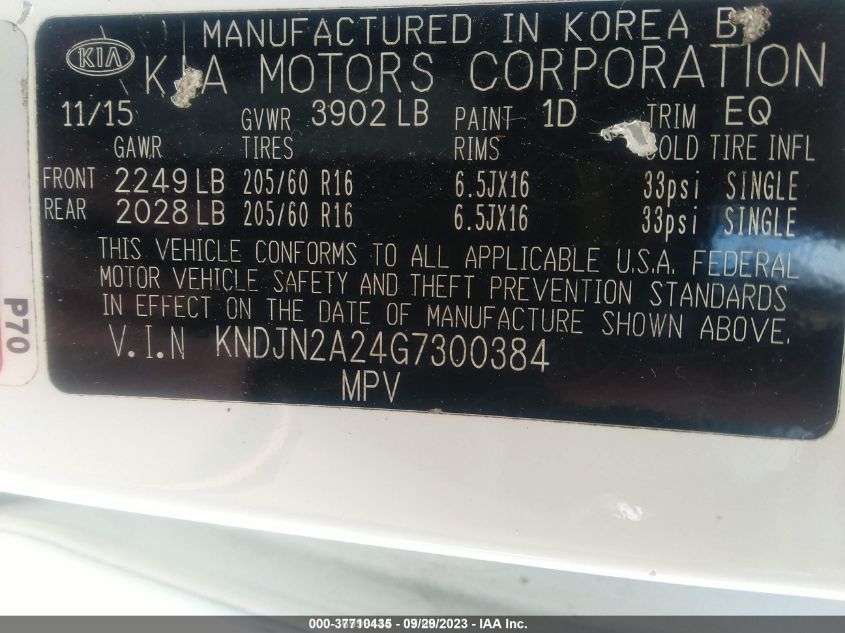 MANUFACTURED IN KOREA BY
KIA
KIA MOTORS CORPORATION
11/15 GVWR 3902 LB PAINT 1D TRIM EQ
GAWR TIRES RIMS COLD TIRE INFL
FRONT 2249 LB 205/60 R16 6.5JX16 33psi SINGLE
REAR 2028 LB 205/60 R16 6.5JX16 33psi SINGLE
THIS VEHICLE CONFORMS TO ALL APPLICABLE U.S.A. FEDERAL
MOTOR VEHICLE SAFETY AND THEFT PREVENTION STANDARDS
IN EFFECT ON THE DATE OF MANUFACTURE SHOWN ABOVE.
V.I.N KNDJN2A24G7300384
MPV
P70
000-37710435 - 09/29/2023 - IAA Inc.